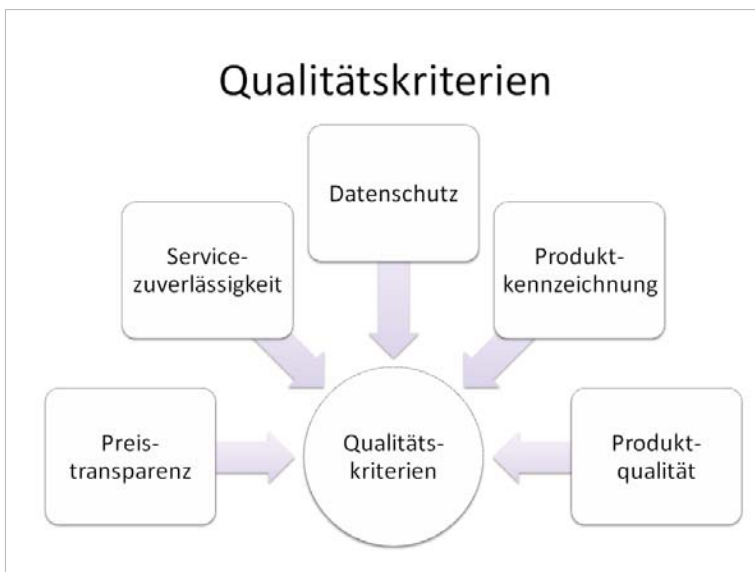 Qualitätskriterien
Datenschutz
Service-
zuverlässigkeit
Produkt-
kennzeichnung
Preis-
transparenz
Qualitäts-
kriterien
Produkt-
qualität